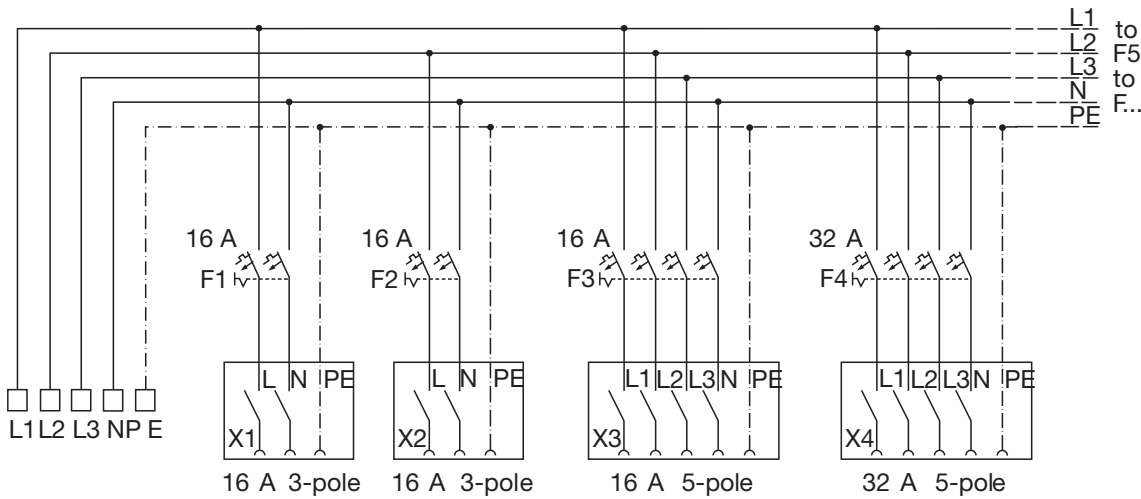 L1 to
L2 F5
L3 to
N F...
PE
16 A 16 A 16 A 32 A
F1 F2 F3 F4
L N PE L N PE L1 L2 L3 N PE L1 L2 L3 N PE
X1 X2 X3 X4
L1 L2 L3 NP E
16 A 3-pole 16 A 3-pole 16 A 5-pole 32 A 5-pole